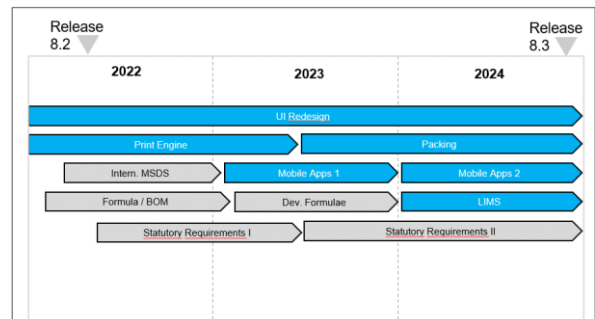 Release
8.2
Release
8.3
2022
2023
2024
UI Redesign
Print Engine
Packing
Intern. MSDS
Mobile Apps 1
Mobile Apps 2
Formula / BOM
Dev. Formulae
LIMS
Statutory Requirements I
Statutory Requirements II